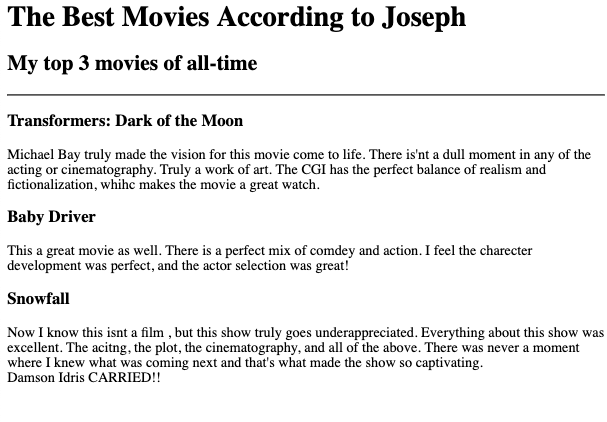 The Best Movies According to Joseph
My top 3 movies of all-time
Transformers: Dark of the Moon
Michael Bay truly made the vision for this movie come to life. There is'nt a dull moment in any of the
acting or cinematography. Truly a work of art. The CGI has the perfect balance of realism and
fictionalization, whihc makes the movie a great watch.
Baby Driver
This a great movie as well. There is a perfect mix of comdey and action. I feel the charecter
development was perfect, and the actor selection was great!
Snowfall
Now I know this isnt a film , but this show truly goes underappreciated. Everything about this show was
excellent. The acitng, the plot, the cinematography, and all of the above. There was never a moment
where I knew what was coming next and that's what made the show so captivating.
Damson Idris CARRIED!!